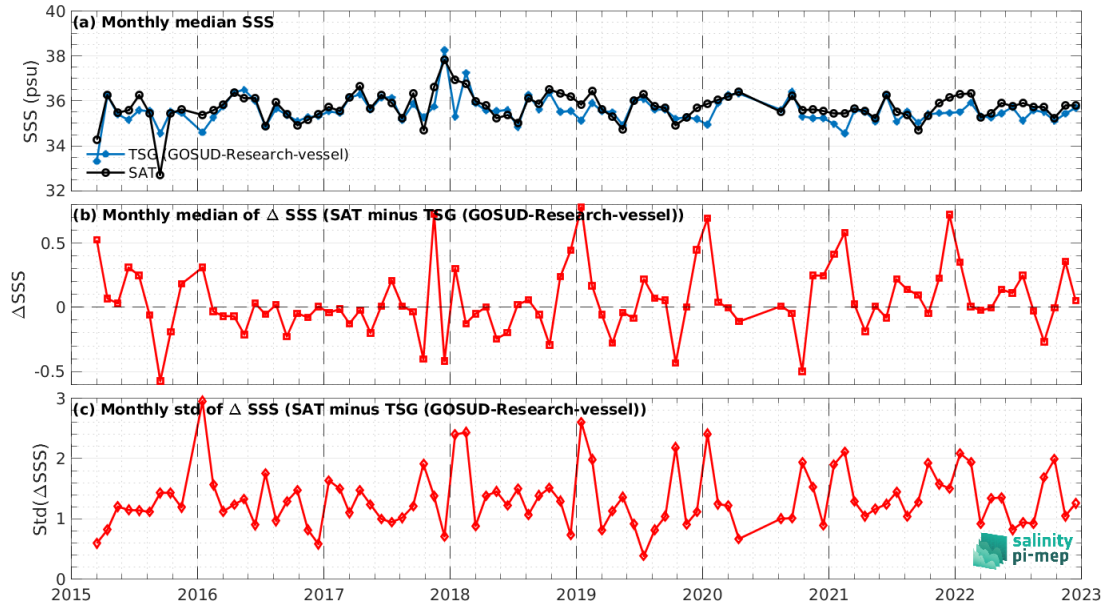 (a) Monthly median SSS
40
38
36
34
32
SSS (psu)
TSG (GOSUD-Research-vessel)
SAT
(b) Monthly median of Δ SSS (SAT minus TSG (GOSUD-Research-vessel))
0.5
0
-0.5
ΔSSS
(c) Monthly std of Δ SSS (SAT minus TSG (GOSUD-Research-vessel))
3
2
1
0
Std(ΔSSS)
salinity
pi-mep
2015 2016 2017 2018 2019 2020 2021 2022 2023